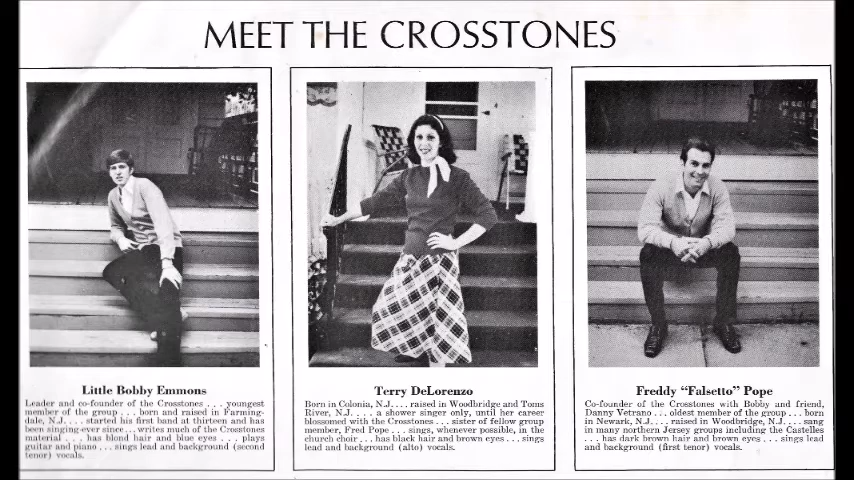 MEET THE CROSSTONES
Little Bobby Emmons
Leader and co-founder of the Crosstones . . . youngest
member of the group . . . born and raised in Farming-
dale, N.J. . . . started his first band at thirteen and has
been singing ever since . . . writes much of the Crosstones
material . . . has blond hair and blue eyes . . . plays
guitar and piano . . . sings lead and background (second
tenor) vocals.
Terry DeLorenzo
Born in Colonia, N.J. . . . raised in Woodbridge and Toms
River, N.J. . . . a shower singer only, until her career
blossomed with the Crosstones . . . sister of fellow group
member, Fred Pope . . . sings, whenever possible, in the
church choir . . . has black hair and brown eyes . . . sings
lead and background (alto) vocals.
Freddy “Falsetto” Pope
Co-founder of the Crosstones with Bobby and friend,
Danny Vetrano . . . oldest member of the group . . . born
in Newark, N.J. . . . raised in Woodbridge, N.J. . . . sang
in many northern Jersey groups including the Castelles
. . . has dark brown hair and brown eyes . . . sings lead
and background (first tenor) vocals.